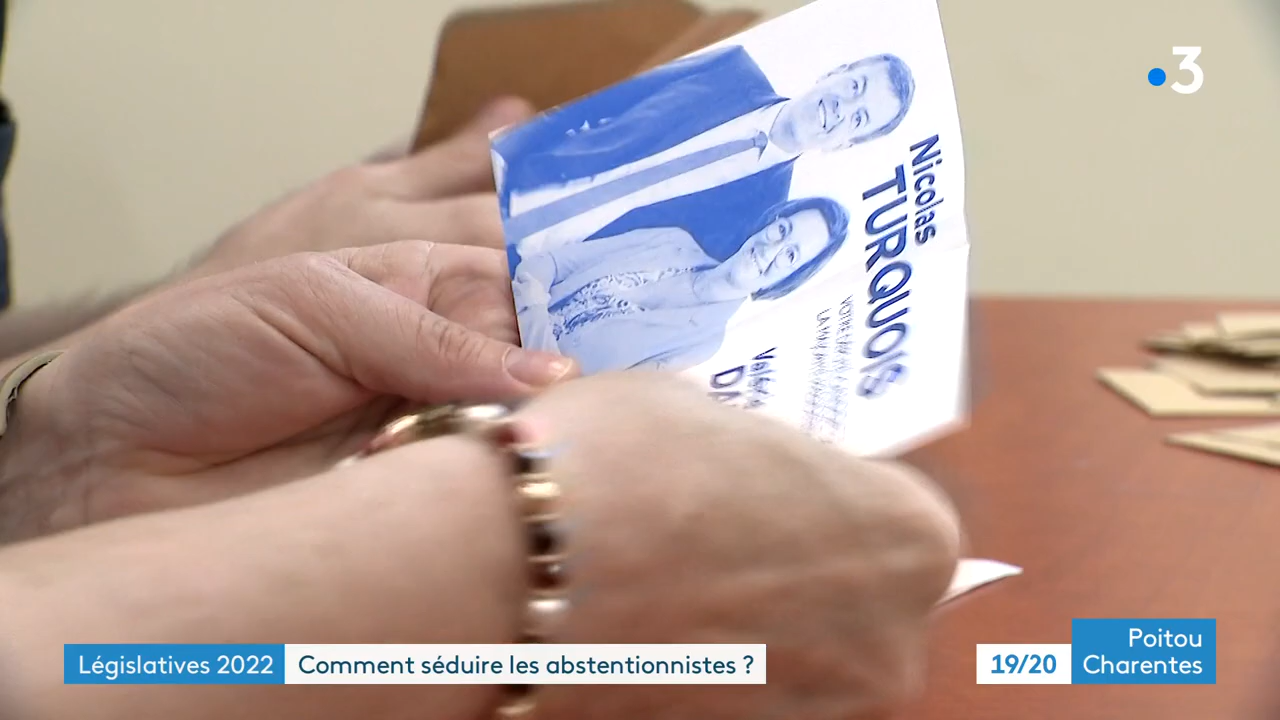 3
Nicolas
TURQUOIS
Législatives 2022
Comment séduire les abstentionnistes ?
19/20
Poitou
Charentes